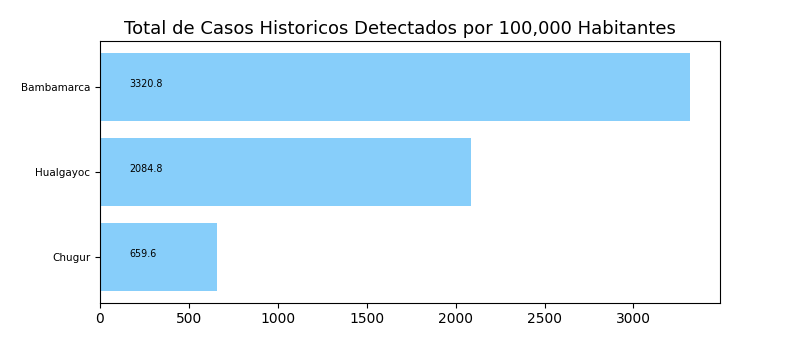 Total de Casos Historicos Detectados por 100,000 Habitantes
Bambamarca
3320.8
Hualgayoc
2084.8
Chugur
659.6
0 500 1000 1500 2000 2500 3000